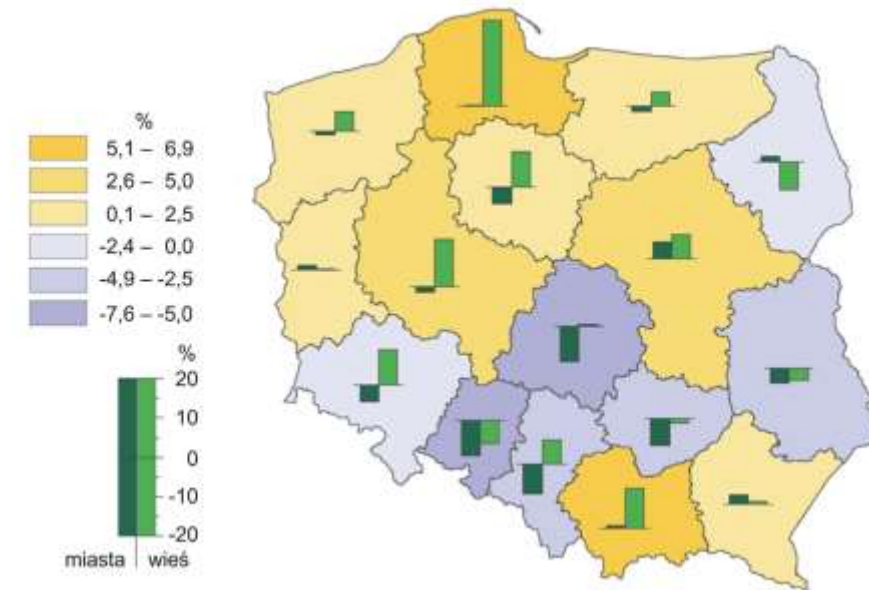 %
5,1 – 6,9
2,6 – 5,0
0,1 – 2,5
-2,4 – 0,0
-4,9 – -2,5
-7,6 – -5,0
%
20
10
0
-10
-20
miasta wieś